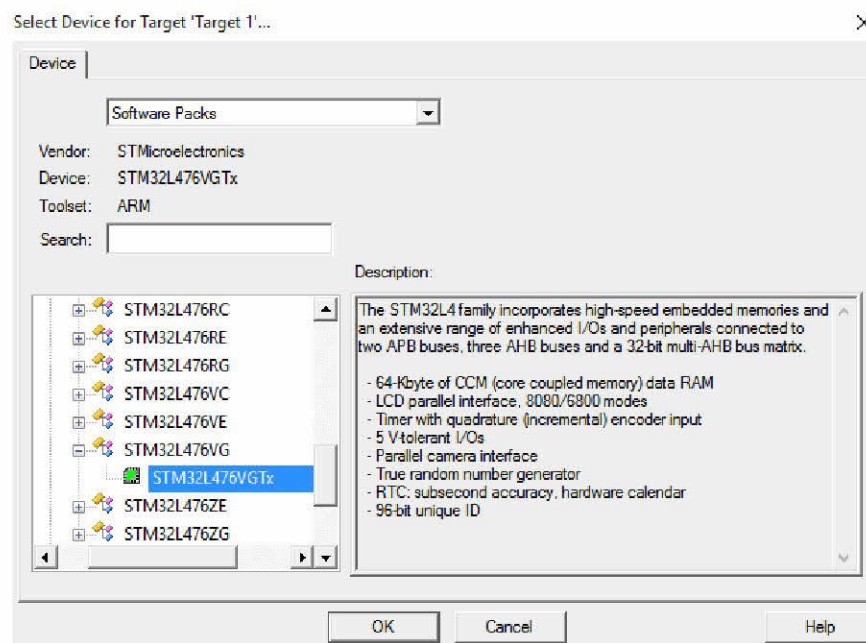 Select Device for Target 'Target 1'...
Device
Software Packs
Vendor: STMicroelectronics
Device: STM32L476VGTx
Toolset: ARM
Search:
Description:
STM32L476RC
STM32L476RE
STM32L476RG
STM32L476VC
STM32L476VE
STM32L476VG
STM32L476VGTx
STM32L476ZE
STM32L476ZG
The STM32L4 family incorporates high-speed embedded memories and
an extensive range of enhanced I/Os and peripherals connected to
two APB buses, three AHB buses and a 32-bit multi-AHB bus matrix.
- 64-Kbyte of CCM (core coupled memory) data RAM
- LCD parallel interface, 8080/6800 modes
- Timer with quadrature (incremental) encoder input
- 5 V-tolerant I/Os
- Parallel camera interface
- True random number generator
- RTC: subsecond accuracy, hardware calendar
- 96-bit unique ID
OK Cancel Help